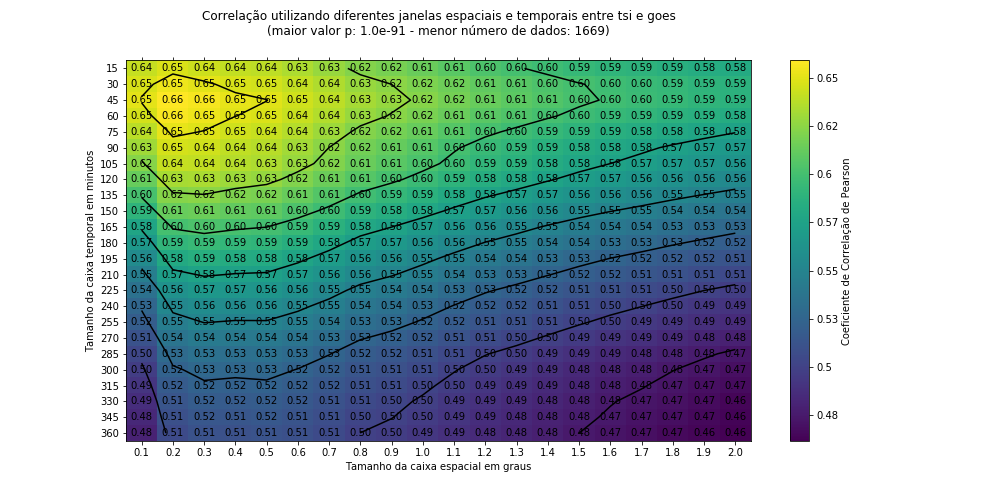 Correlação utilizando diferentes janelas espaciais e temporais entre tsi e goes
(maior valor p: 1.0e-91 - menor número de dados: 1669)
Tamanho da caixa temporal em minutos
15 0.64 0.65 0.64 0.64 0.64 0.63 0.63 0.62 0.62 0.61 0.61 0.60 0.60 0.60 0.59 0.59 0.59 0.59 0.58 0.58
30 0.65 0.65 0.65 0.65 0.65 0.64 0.64 0.63 0.62 0.62 0.62 0.61 0.61 0.60 0.60 0.60 0.60 0.59 0.59 0.59
45 0.65 0.66 0.66 0.65 0.65 0.65 0.64 0.63 0.63 0.62 0.62 0.61 0.61 0.61 0.60 0.60 0.60 0.59 0.59 0.59
60 0.65 0.66 0.66 0.65 0.65 0.64 0.64 0.63 0.62 0.62 0.61 0.61 0.61 0.60 0.60 0.59 0.59 0.59 0.59 0.58
75 0.64 0.65 0.65 0.65 0.64 0.64 0.63 0.62 0.62 0.61 0.61 0.60 0.60 0.59 0.59 0.59 0.58 0.58 0.58 0.58
90 0.63 0.65 0.64 0.64 0.64 0.63 0.62 0.62 0.61 0.61 0.60 0.60 0.59 0.59 0.58 0.58 0.58 0.57 0.57 0.57
105 0.62 0.64 0.64 0.64 0.63 0.63 0.62 0.61 0.61 0.60 0.60 0.59 0.59 0.58 0.58 0.58 0.57 0.57 0.57 0.56
120 0.61 0.63 0.63 0.63 0.63 0.62 0.61 0.61 0.60 0.60 0.59 0.58 0.58 0.58 0.57 0.57 0.56 0.56 0.56 0.56
135 0.60 0.62 0.62 0.62 0.62 0.61 0.61 0.60 0.59 0.59 0.58 0.58 0.57 0.57 0.56 0.56 0.56 0.55 0.55 0.55
150 0.59 0.61 0.61 0.61 0.61 0.60 0.60 0.59 0.58 0.58 0.57 0.57 0.56 0.56 0.55 0.55 0.55 0.54 0.54 0.54
165 0.58 0.60 0.60 0.60 0.60 0.59 0.59 0.58 0.58 0.57 0.56 0.56 0.55 0.55 0.54 0.54 0.54 0.53 0.53 0.53
180 0.57 0.59 0.59 0.59 0.59 0.59 0.58 0.57 0.57 0.56 0.56 0.55 0.55 0.54 0.54 0.53 0.53 0.53 0.52 0.52
195 0.56 0.58 0.59 0.58 0.58 0.58 0.57 0.56 0.56 0.55 0.55 0.54 0.54 0.53 0.53 0.52 0.52 0.52 0.52 0.51
210 0.55 0.57 0.58 0.57 0.57 0.57 0.56 0.56 0.55 0.55 0.54 0.53 0.53 0.53 0.52 0.52 0.51 0.51 0.51 0.51
225 0.54 0.56 0.57 0.57 0.56 0.56 0.55 0.55 0.54 0.54 0.53 0.53 0.52 0.52 0.51 0.51 0.51 0.50 0.50 0.50
240 0.53 0.56 0.56 0.56 0.56 0.55 0.55 0.54 0.54 0.53 0.52 0.52 0.52 0.51 0.51 0.50 0.50 0.50 0.49 0.49
255 0.52 0.55 0.55 0.55 0.55 0.54 0.54 0.53 0.53 0.52 0.52 0.51 0.51 0.51 0.50 0.50 0.49 0.49 0.49 0.49
270 0.51 0.54 0.54 0.54 0.54 0.54 0.53 0.52 0.52 0.52 0.51 0.51 0.50 0.50 0.49 0.49 0.49 0.49 0.48 0.48
285 0.50 0.53 0.53 0.53 0.53 0.53 0.53 0.52 0.52 0.51 0.51 0.50 0.50 0.49 0.49 0.49 0.48 0.48 0.48 0.47
300 0.50 0.52 0.53 0.53 0.53 0.52 0.52 0.51 0.51 0.51 0.50 0.50 0.49 0.49 0.49 0.48 0.48 0.48 0.47 0.47
315 0.49 0.52 0.52 0.52 0.52 0.52 0.52 0.51 0.51 0.50 0.50 0.49 0.49 0.49 0.48 0.48 0.48 0.47 0.47 0.47
330 0.49 0.51 0.52 0.52 0.52 0.52 0.51 0.51 0.50 0.50 0.49 0.49 0.49 0.48 0.48 0.48 0.47 0.47 0.47 0.46
345 0.48 0.51 0.52 0.51 0.51 0.51 0.51 0.51 0.50 0.50 0.49 0.49 0.48 0.48 0.48 0.47 0.47 0.47 0.46 0.46
360 0.48 0.51 0.51 0.51 0.51 0.51 0.51 0.50 0.50 0.49 0.49 0.48 0.48 0.48 0.48 0.47 0.47 0.47 0.46 0.46
0.1 0.2 0.3 0.4 0.5 0.6 0.7 0.8 0.9 1.0 1.1 1.2 1.3 1.4 1.5 1.6 1.7 1.8 1.9 2.0
Tamanho da caixa espacial em graus
0.65
0.62
0.6
0.57
0.55
0.53
0.5
0.48
Coeficiente de Correlação de Pearson